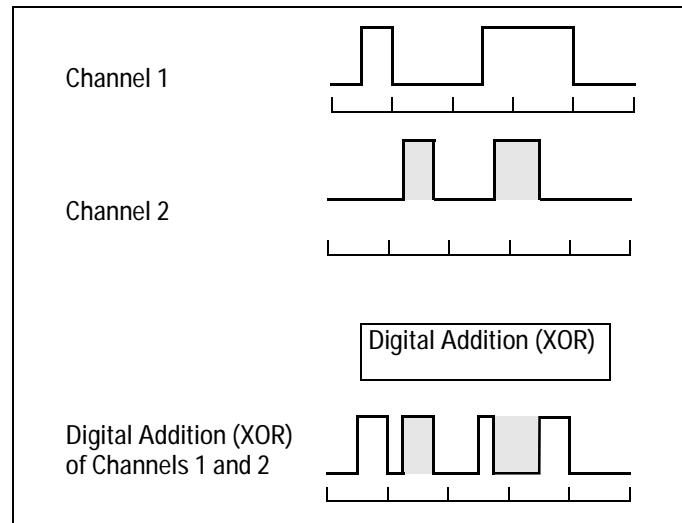 Channel 1
Channel 2
Digital Addition (XOR)
Digital Addition (XOR)
of Channels 1 and 2